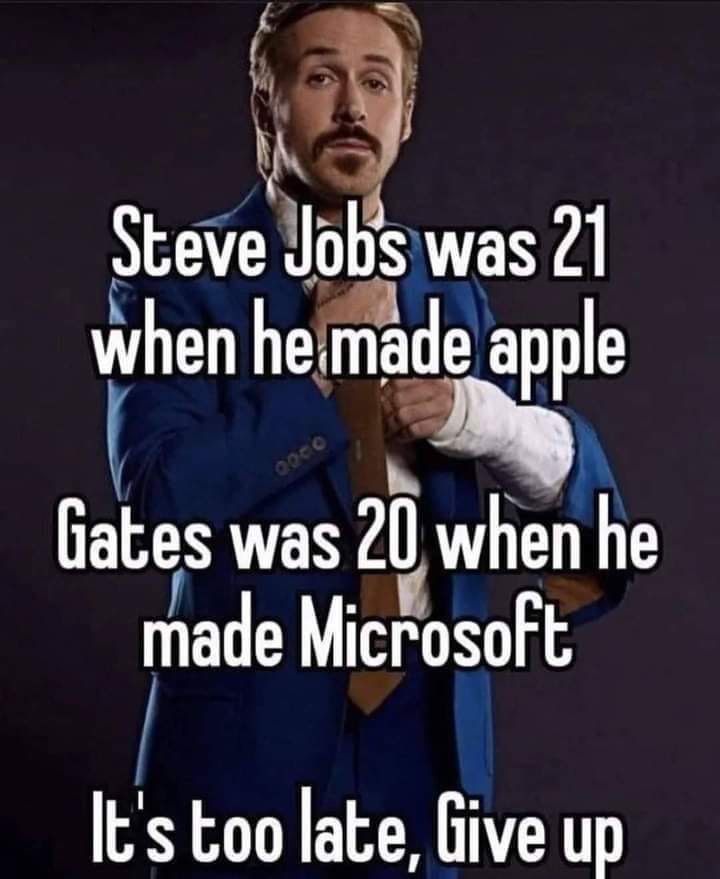 Steve Jobs was 21
when he made apple
Gates was 20 when he
made Microsoft
It's too late, Give up